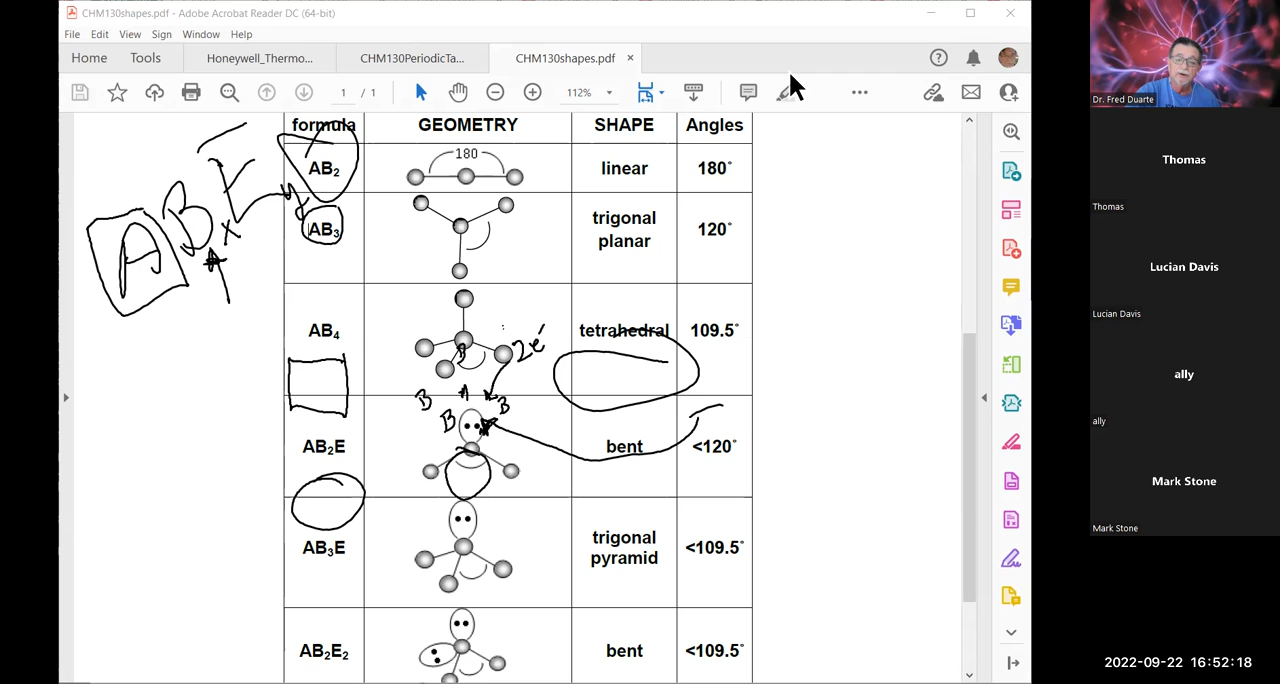 CHM130shapes.pdf - Adobe Acrobat Reader DC (64-bit)
File Edit View Sign Window Help
Home Tools Honeywell_Thermo... CHM130PeriodicTa... CHM130shapes.pdf ×
1 / 1 112%
formula GEOMETRY SHAPE Angles
AB2 180 linear 180°
AB3 trigonal planar 120°
AB4 tetrahedral 109.5°
AB2E bent <120°
AB3E trigonal pyramid <109.5°
AB2E2 bent <109.5°
A B x E y
2e
B
A
B
B
B
Dr. Fred Duarte
Thomas
Thomas
Lucian Davis
Lucian Davis
ally
ally
Mark Stone
Mark Stone
2022-09-22 16:52:18